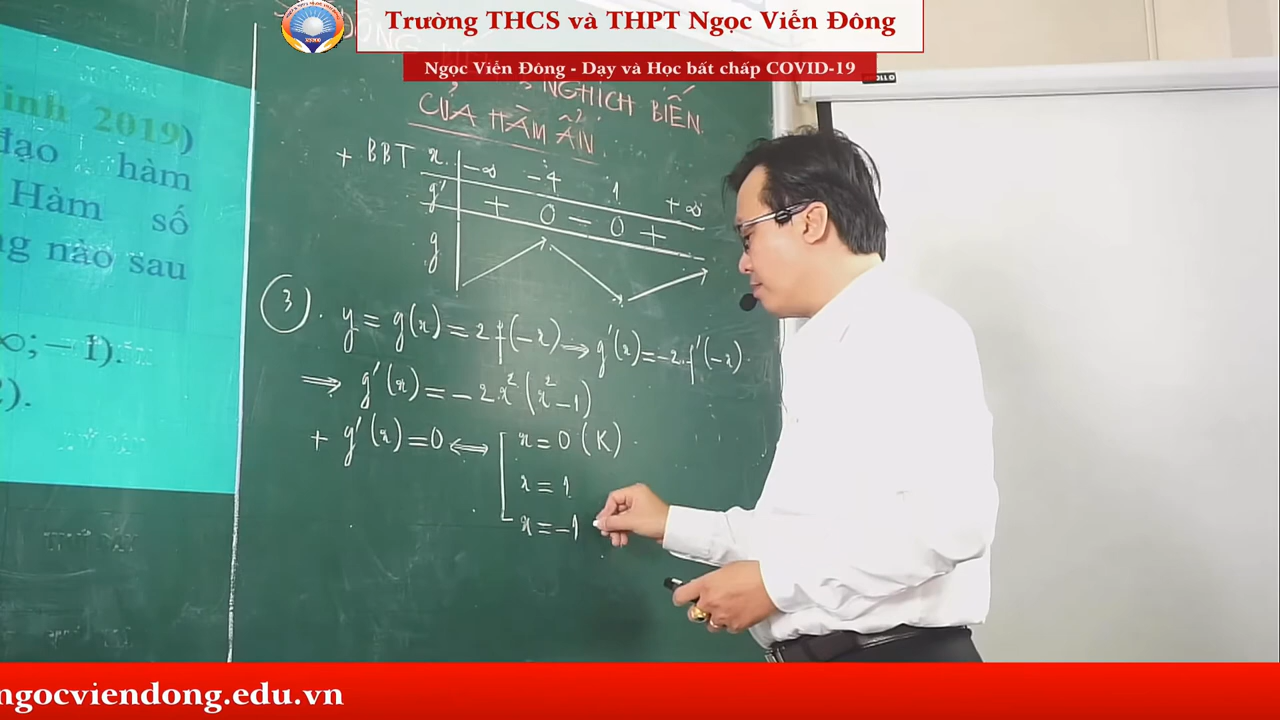 Trường THCS và THPT Ngọc Viễn Đông
Ngọc Viễn Đông - Dạy và Học bất chấp COVID-19
inh 2019)
đạo hàm
Hàm số
nào sau
∞;-1).
).
NGHỊCH BIẾN
CỦA HÀM ẨN.
+ BBT x -∞ -4 1 +∞
g' + 0 - 0 +
g
3. y = g(x) = 2f(-x) ⟹ g'(x) = -2.f'(-x).
⟹ g'(x) = -2x²(x²-1)
+ g'(x) = 0 ⟺ x = 0 (K).
x = 1
x = -1
ngocviendong.edu.vn